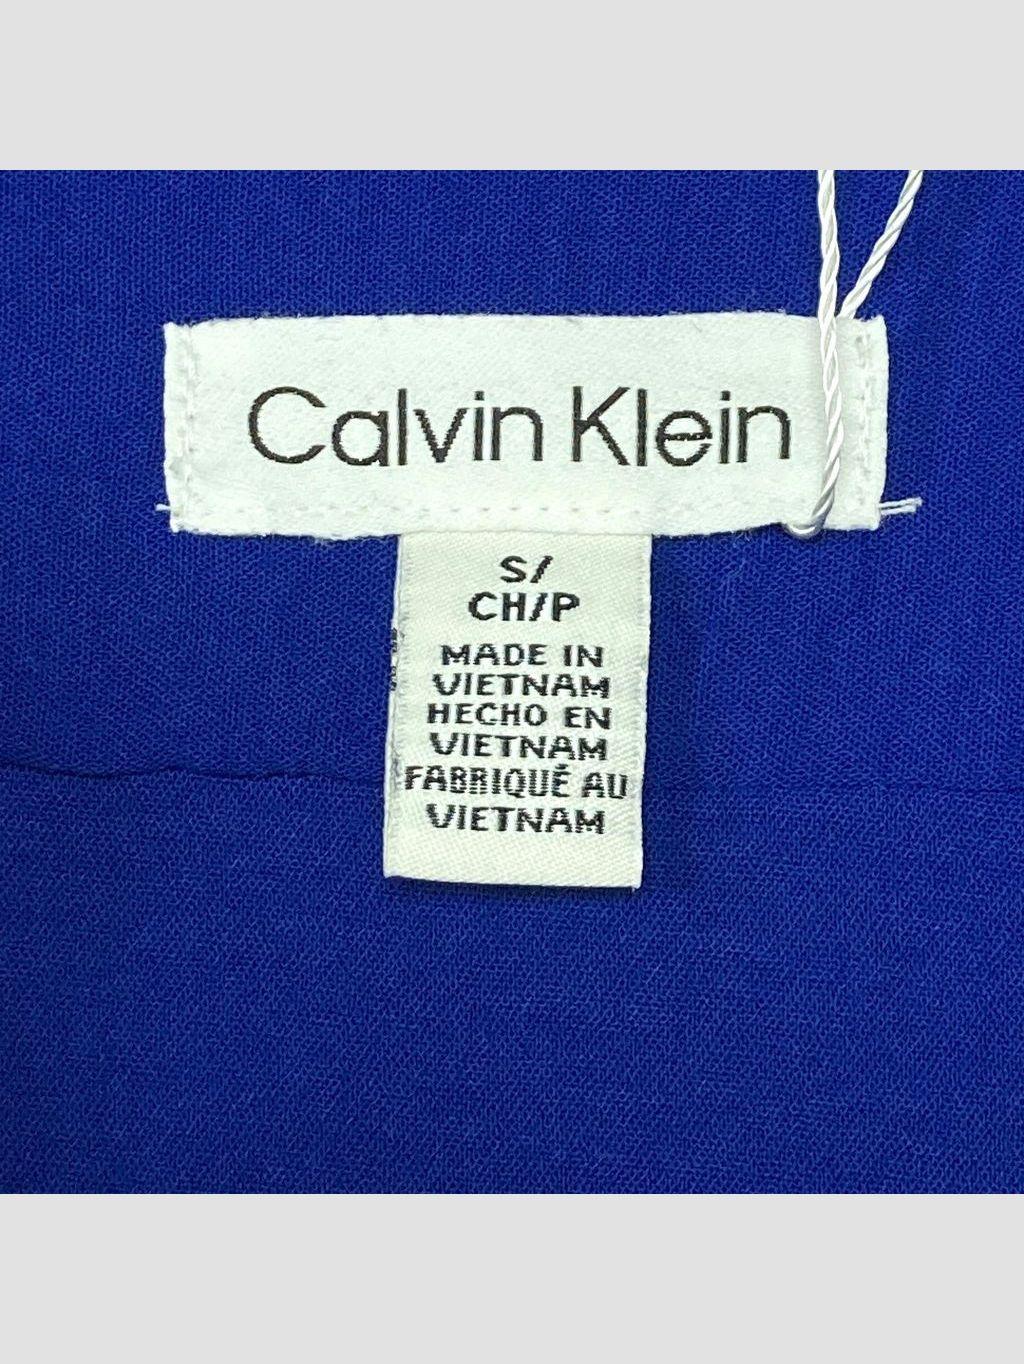 Calvin Klein
S/
CH/P
MADE IN
VIETNAM
HECHO EN
VIETNAM
FABRIQUÉ AU
VIETNAM